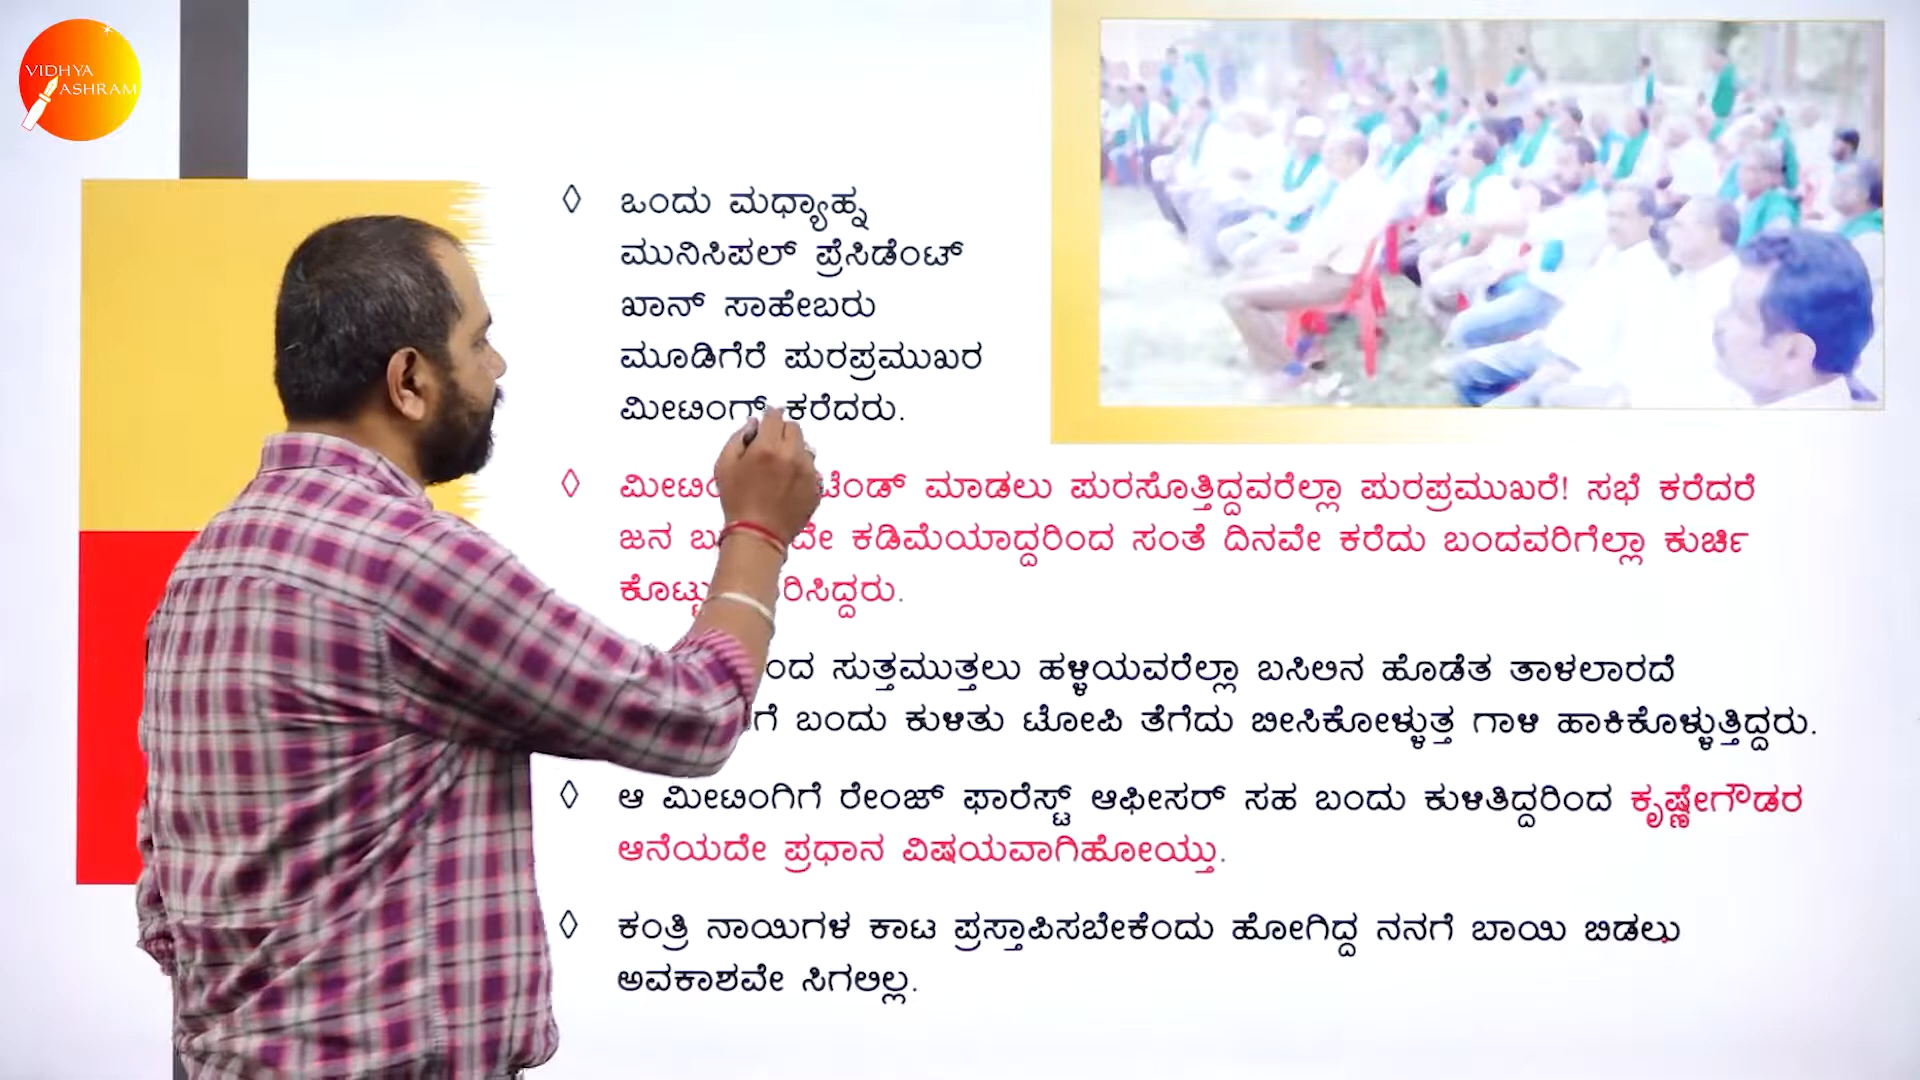 VIDHYA
ASHRAM
◊ ಒಂದು ಮಧ್ಯಾಹ್ನ
ಮುನಿಸಿಪಲ್ ಪ್ರೆಸಿಡೆಂಟ್
ಖಾನ್ ಸಾಹೇಬರು
ಮೂಡಿಗೆರೆ ಪುರಪ್ರಮುಖರ
ಮೀಟಿಂಗ್ ಕರೆದರು.
◊ ಮಾಡಲು ಪುರಸೊತ್ತಿದ್ದವರೆಲ್ಲಾ ಪುರಪ್ರಮುಖರೆ! ಸಭೆ ಕರೆದರೆ
ಜನ ಕಡಿಮೆಯಾದ್ದರಿಂದ ಸಂತೆ ದಿನವೇ ಕರೆದು ಬಂದವರಿಗೆಲ್ಲಾ ಕುರ್ಚಿ
ಸುತ್ತಮುತ್ತಲು ಹಳ್ಳಿಯವರೆಲ್ಲಾ ಬಿಸಿಲಿನ ಹೊಡೆತ ತಾಳಲಾರದೆ
ಬಂದು ಕುಳಿತು ಟೋಪಿ ತೆಗೆದು ಬೀಸಿಕೋಳ್ಳುತ್ತ ಗಾಳಿ ಹಾಕಿಕೊಳ್ಳುತ್ತಿದ್ದರು.
◊ ಆ ಮೀಟಿಂಗಿಗೆ ರೇಂಜ್ ಫಾರೆಸ್ಟ್ ಆಫೀಸರ್ ಸಹ ಬಂದು ಕುಳಿತಿದ್ದರಿಂದ ಕೃಷ್ಣೇಗೌಡರ
ಆನೆಯದೇ ಪ್ರಧಾನ ವಿಷಯವಾಗಿಹೋಯ್ತು.
◊ ಕಂತ್ರಿ ನಾಯಿಗಳ ಕಾಟ ಪ್ರಸ್ತಾಪಿಸಬೇಕೆಂದು ಹೋಗಿದ್ದ ನನಗೆ ಬಾಯಿ ಬಿಡಲು
ಅವಕಾಶವೇ ಸಿಗಲಿಲ್ಲ.